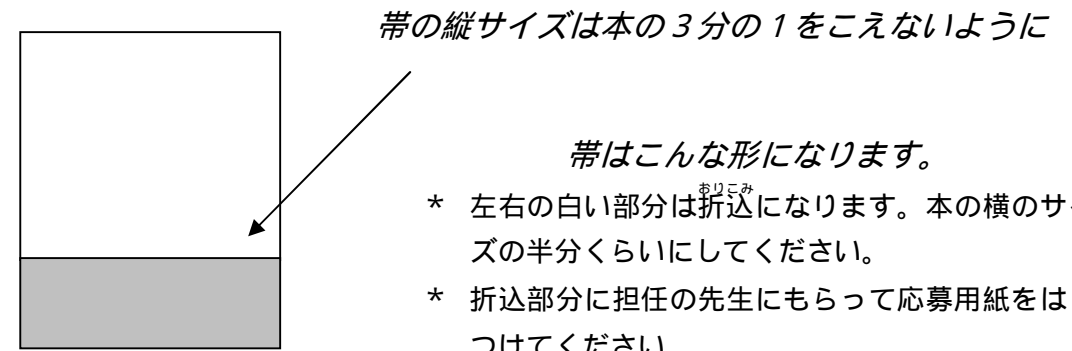 帯の縦サイズは本の３分の１をこえないように
帯はこんな形になります。
おりこみ
* 左右の白い部分は折込になります。本の横のサイ
ズの半分くらいにしてください。
* 折込部分に担任の先生にもらって応募用紙をは
つけてください